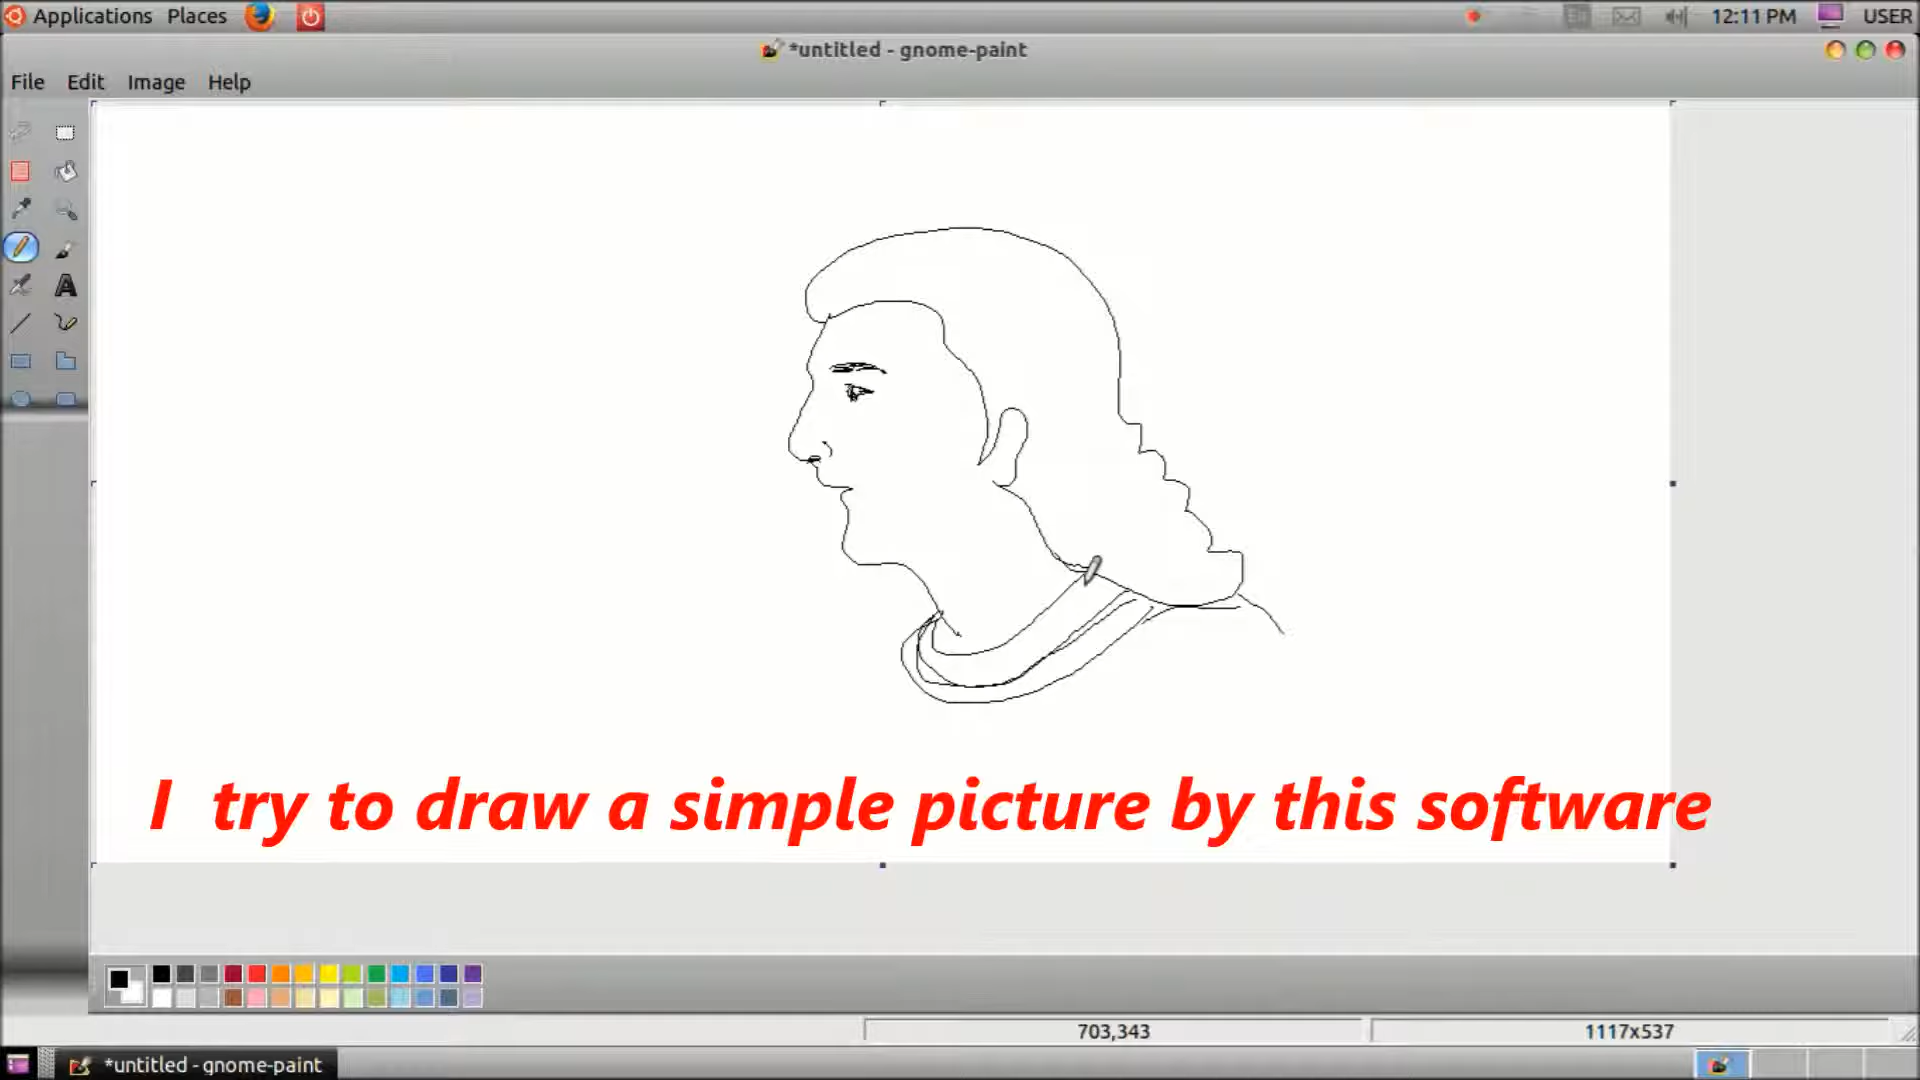 Applications Places 12:11 PM USER
*untitled - gnome-paint
File Edit Image Help
I try to draw a simple picture by this software
703,343 1117x537
*untitled - gnome-paint